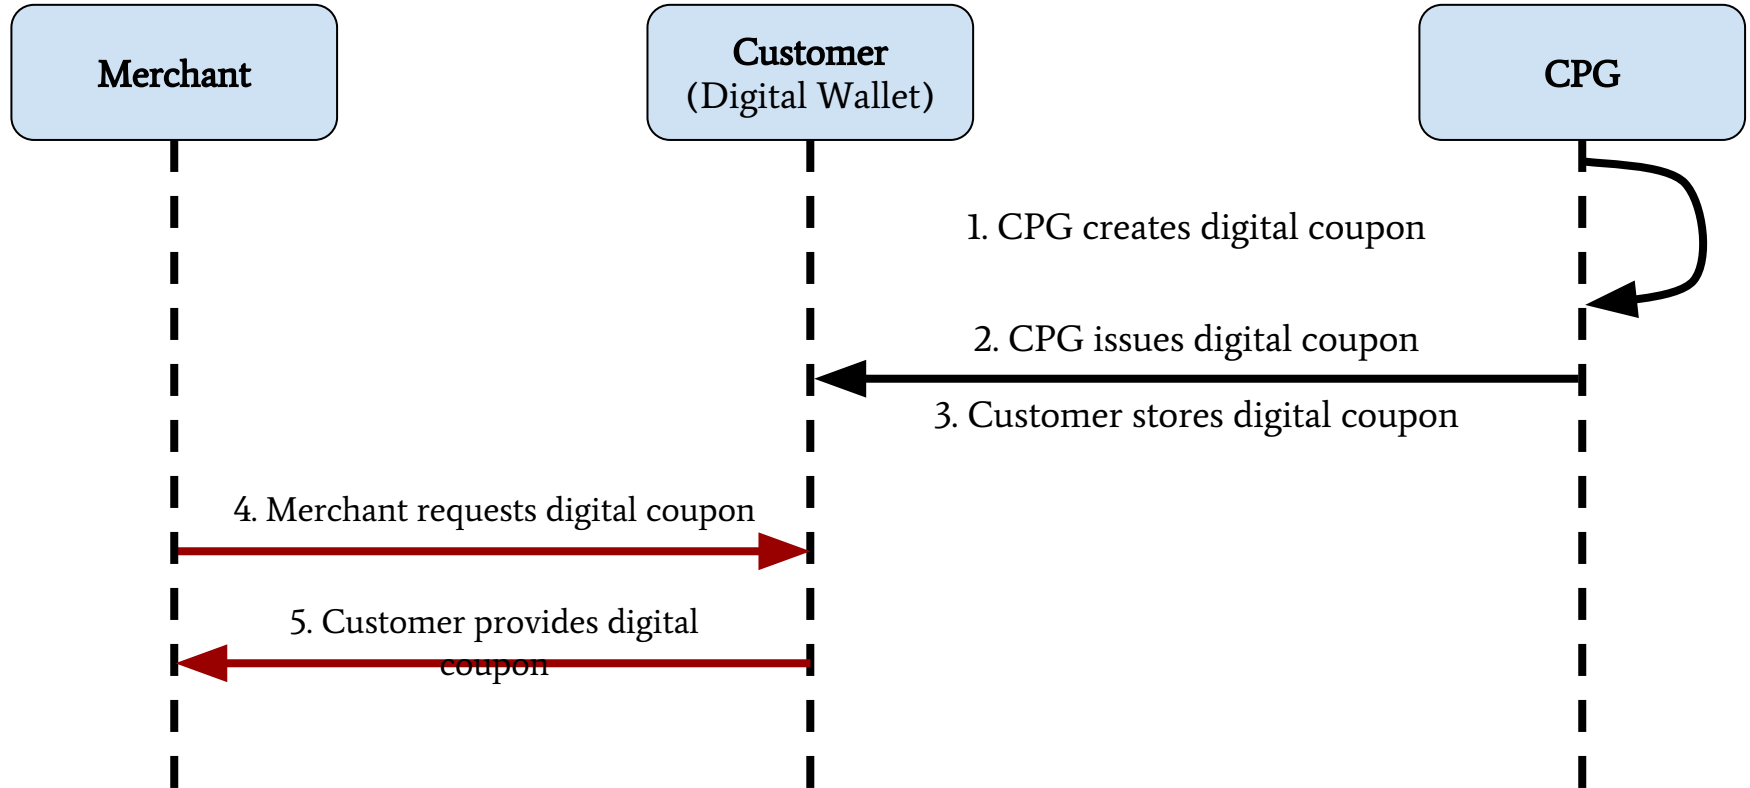 Merchant
Customer
(Digital Wallet)
CPG
1. CPG creates digital coupon
2. CPG issues digital coupon
3. Customer stores digital coupon
4. Merchant requests digital coupon
5. Customer provides digital
coupon